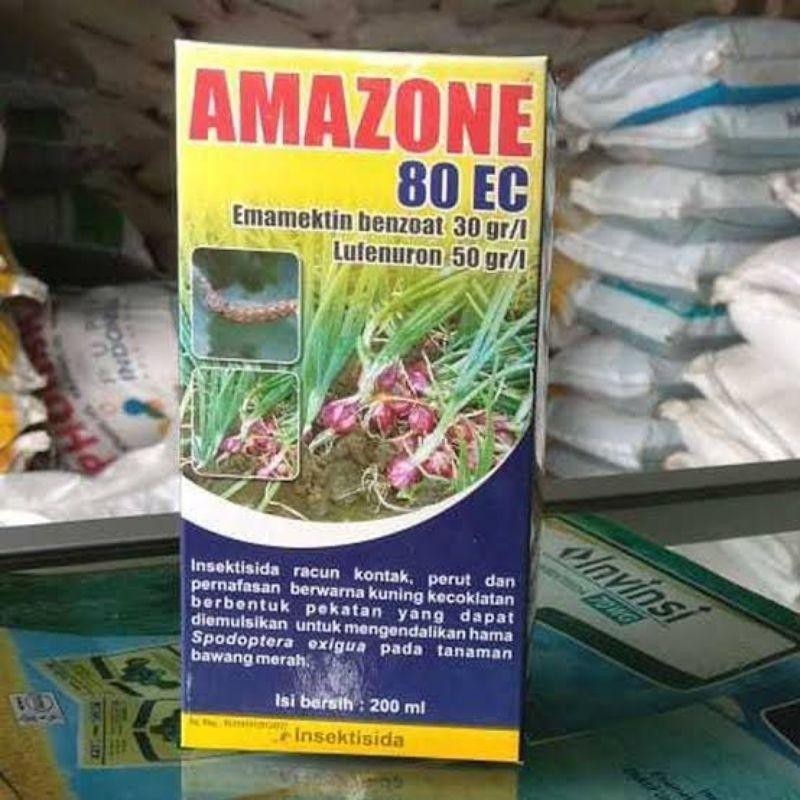 AMAZONE
80 EC
Emamektin benzoat 30 gr/l
Lufenuron 50 gr/l
Insektisida racun kontak, perut dan
pernafasan berwarna kuning kecoklatan
berbentuk pekatan yang dapat
diemulsikan untuk mengendalikan hama
Spodoptera exigua pada tanaman
bawang merah.
Isi bersih : 200 ml
Insektisida
Invinsi